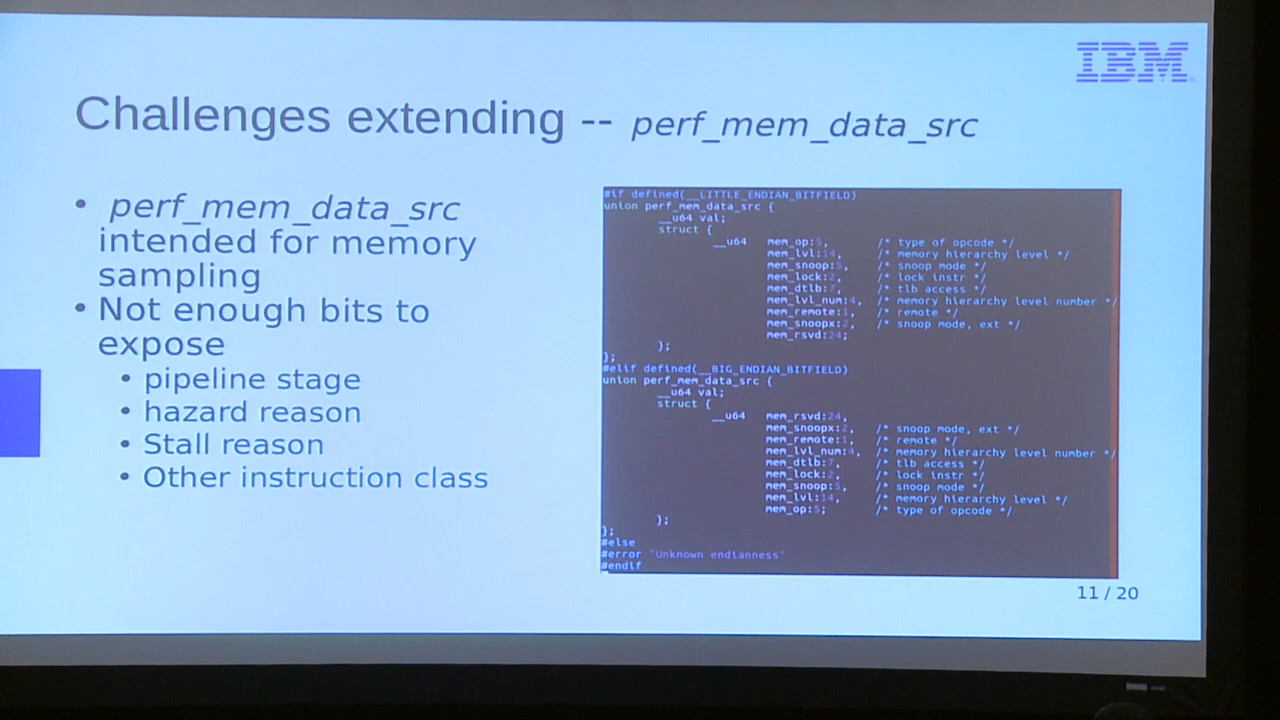 IBM
Challenges extending -- perf_mem_data_src
• perf_mem_data_src
intended for memory
sampling
• Not enough bits to
expose
• pipeline stage
• hazard reason
• Stall reason
• Other instruction class
#if defined(__LITTLE_ENDIAN_BITFIELD)
union perf_mem_data_src {
__u64 val;
struct {
__u64 mem_op:5, /* type of opcode */
mem_lvl:14, /* memory hierarchy level */
mem_snoop:5, /* snoop mode */
mem_lock:2, /* lock instr */
mem_dtlb:7, /* tlb access */
mem_lvl_num:4, /* memory hierarchy level number */
mem_remote:1, /* remote */
mem_snoopx:2, /* snoop mode, ext */
mem_rsvd:24;
};
};
#elif defined(__BIG_ENDIAN_BITFIELD)
union perf_mem_data_src {
__u64 val;
struct {
__u64 mem_rsvd:24,
mem_snoopx:2, /* snoop mode, ext */
mem_remote:1, /* remote */
mem_lvl_num:4, /* memory hierarchy level number */
mem_dtlb:7, /* tlb access */
mem_lock:2, /* lock instr */
mem_snoop:5, /* snoop mode */
mem_lvl:14, /* memory hierarchy level */
mem_op:5; /* type of opcode */
};
};
#else
#error "Unknown endianness"
#endif
11 / 20